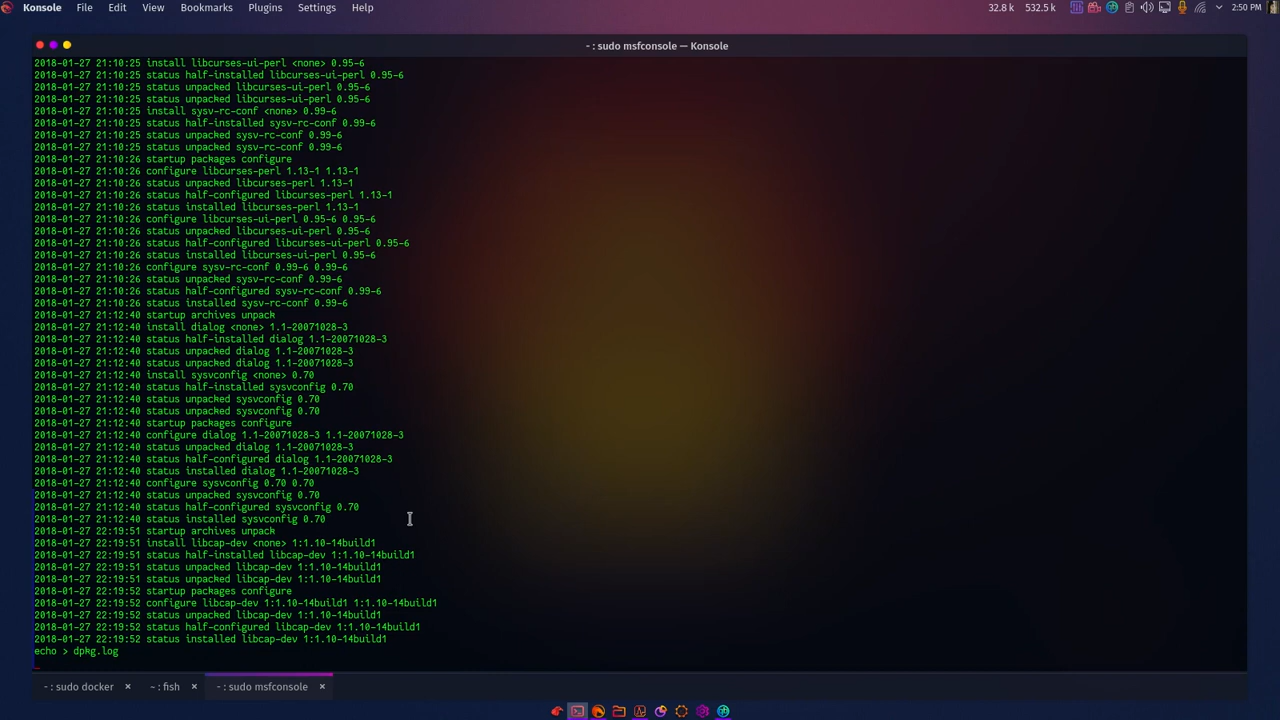 Konsole File Edit View Bookmarks Plugins Settings Help 32.8 k 532.5 k 2:50 PM
~ : sudo msfconsole — Konsole
2018-01-27 21:10:25 install libcurses-ui-perl <none> 0.95-6
2018-01-27 21:10:25 status half-installed libcurses-ui-perl 0.95-6
2018-01-27 21:10:25 status unpacked libcurses-ui-perl 0.95-6
2018-01-27 21:10:25 status unpacked libcurses-ui-perl 0.95-6
2018-01-27 21:10:25 install sysv-rc-conf <none> 0.99-6
2018-01-27 21:10:25 status half-installed sysv-rc-conf 0.99-6
2018-01-27 21:10:25 status unpacked sysv-rc-conf 0.99-6
2018-01-27 21:10:25 status unpacked sysv-rc-conf 0.99-6
2018-01-27 21:10:26 startup packages configure
2018-01-27 21:10:26 configure libcurses-perl 1.13-1 1.13-1
2018-01-27 21:10:26 status unpacked libcurses-perl 1.13-1
2018-01-27 21:10:26 status half-configured libcurses-perl 1.13-1
2018-01-27 21:10:26 status installed libcurses-perl 1.13-1
2018-01-27 21:10:26 configure libcurses-ui-perl 0.95-6 0.95-6
2018-01-27 21:10:26 status unpacked libcurses-ui-perl 0.95-6
2018-01-27 21:10:26 status half-configured libcurses-ui-perl 0.95-6
2018-01-27 21:10:26 status installed libcurses-ui-perl 0.95-6
2018-01-27 21:10:26 configure sysv-rc-conf 0.99-6 0.99-6
2018-01-27 21:10:26 status unpacked sysv-rc-conf 0.99-6
2018-01-27 21:10:26 status half-configured sysv-rc-conf 0.99-6
2018-01-27 21:10:26 status installed sysv-rc-conf 0.99-6
2018-01-27 21:12:40 startup archives unpack
2018-01-27 21:12:40 install dialog <none> 1.1-20071028-3
2018-01-27 21:12:40 status half-installed dialog 1.1-20071028-3
2018-01-27 21:12:40 status unpacked dialog 1.1-20071028-3
2018-01-27 21:12:40 status unpacked dialog 1.1-20071028-3
2018-01-27 21:12:40 install sysvconfig <none> 0.70
2018-01-27 21:12:40 status half-installed sysvconfig 0.70
2018-01-27 21:12:40 status unpacked sysvconfig 0.70
2018-01-27 21:12:40 status unpacked sysvconfig 0.70
2018-01-27 21:12:40 startup packages configure
2018-01-27 21:12:40 configure dialog 1.1-20071028-3 1.1-20071028-3
2018-01-27 21:12:40 status unpacked dialog 1.1-20071028-3
2018-01-27 21:12:40 status half-configured dialog 1.1-20071028-3
2018-01-27 21:12:40 status installed dialog 1.1-20071028-3
2018-01-27 21:12:40 configure sysvconfig 0.70 0.70
2018-01-27 21:12:40 status unpacked sysvconfig 0.70
2018-01-27 21:12:40 status half-configured sysvconfig 0.70
2018-01-27 21:12:40 status installed sysvconfig 0.70
2018-01-27 22:19:51 startup archives unpack
2018-01-27 22:19:51 install libcap-dev <none> 1:1.10-14build1
2018-01-27 22:19:51 status half-installed libcap-dev 1:1.10-14build1
2018-01-27 22:19:51 status unpacked libcap-dev 1:1.10-14build1
2018-01-27 22:19:51 status unpacked libcap-dev 1:1.10-14build1
2018-01-27 22:19:52 startup packages configure
2018-01-27 22:19:52 configure libcap-dev 1:1.10-14build1 1:1.10-14build1
2018-01-27 22:19:52 status unpacked libcap-dev 1:1.10-14build1
2018-01-27 22:19:52 status half-configured libcap-dev 1:1.10-14build1
2018-01-27 22:19:52 status installed libcap-dev 1:1.10-14build1
echo > dpkg.log
~ : sudo docker ~ : fish ~ : sudo msfconsole